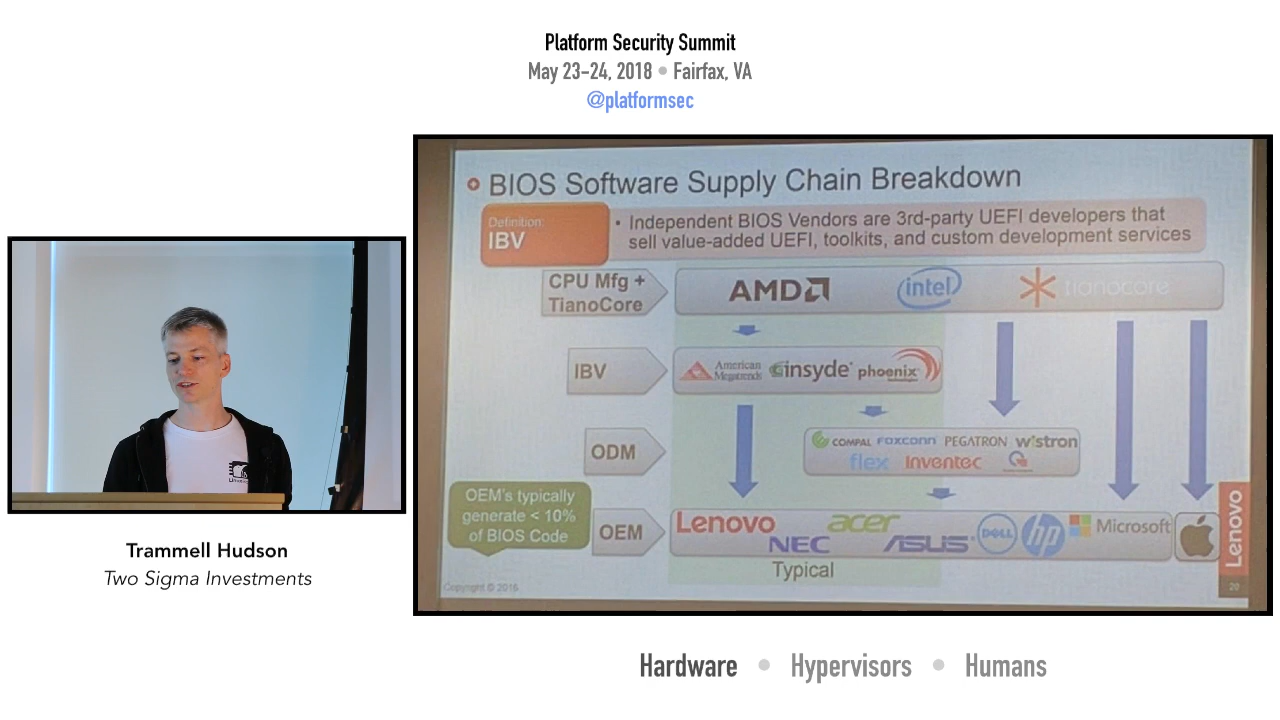 Platform Security Summit
May 23-24, 2018 • Fairfax, VA
@platformsec
BIOS Software Supply Chain Breakdown
Definition:
IBV
• Independent BIOS Vendors are 3rd-party UEFI developers that
sell value-added UEFI, toolkits, and custom development services
CPU Mfg +
TianoCore
AMD
intel
tianocore
IBV
American
Megatrends
insyde
phoenix
technologies
ODM
COMPAL FOXCONN PEGATRON wistron
flex Inventec
OEM's typically
generate < 10%
of BIOS Code
OEM
Lenovo
NEC
acer
ASUS
DELL
hp
Microsoft
Typical
Lenovo
Copyright © 2016
20
Trammell Hudson
Two Sigma Investments
Hardware • Hypervisors • Humans